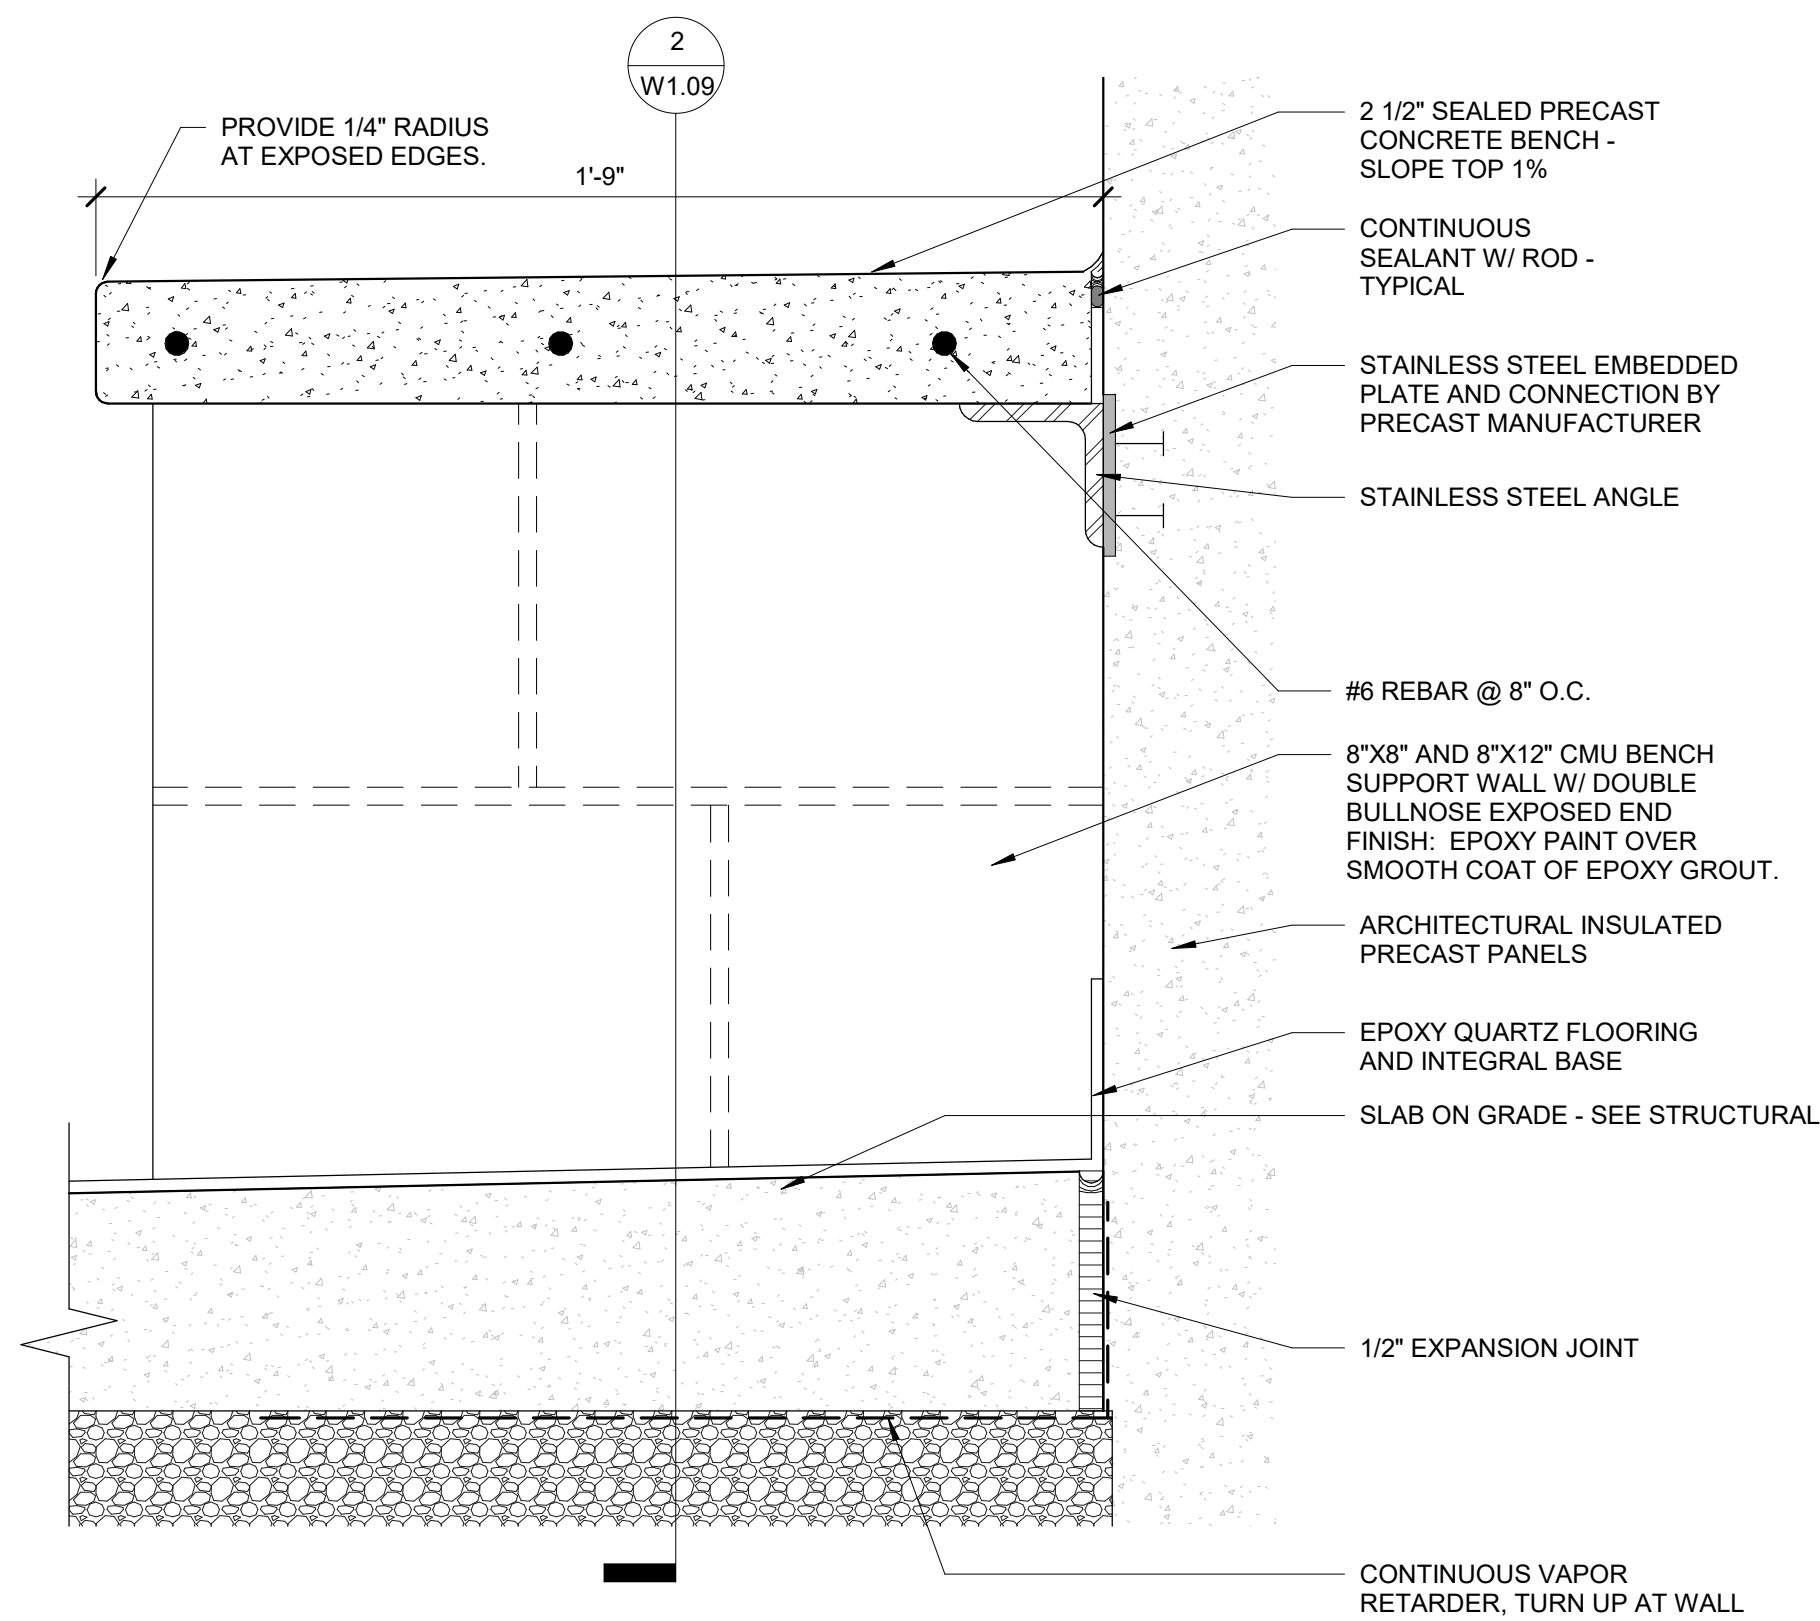 2
W1.09
PROVIDE 1/4" RADIUS
AT EXPOSED EDGES.
1'-9"
2 1/2" SEALED PRECAST
CONCRETE BENCH -
SLOPE TOP 1%
CONTINUOUS
SEALANT W/ ROD -
TYPICAL
STAINLESS STEEL EMBEDDED
PLATE AND CONNECTION BY
PRECAST MANUFACTURER
STAINLESS STEEL ANGLE
#6 REBAR @ 8" O.C.
8"X8" AND 8"X12" CMU BENCH
SUPPORT WALL W/ DOUBLE
BULLNOSE EXPOSED END
FINISH:  EPOXY PAINT OVER
SMOOTH COAT OF EPOXY GROUT.
ARCHITECTURAL INSULATED
PRECAST PANELS
EPOXY QUARTZ FLOORING
AND INTEGRAL BASE
SLAB ON GRADE - SEE STRUCTURAL
1/2" EXPANSION JOINT
CONTINUOUS VAPOR
RETARDER, TURN UP AT WALL